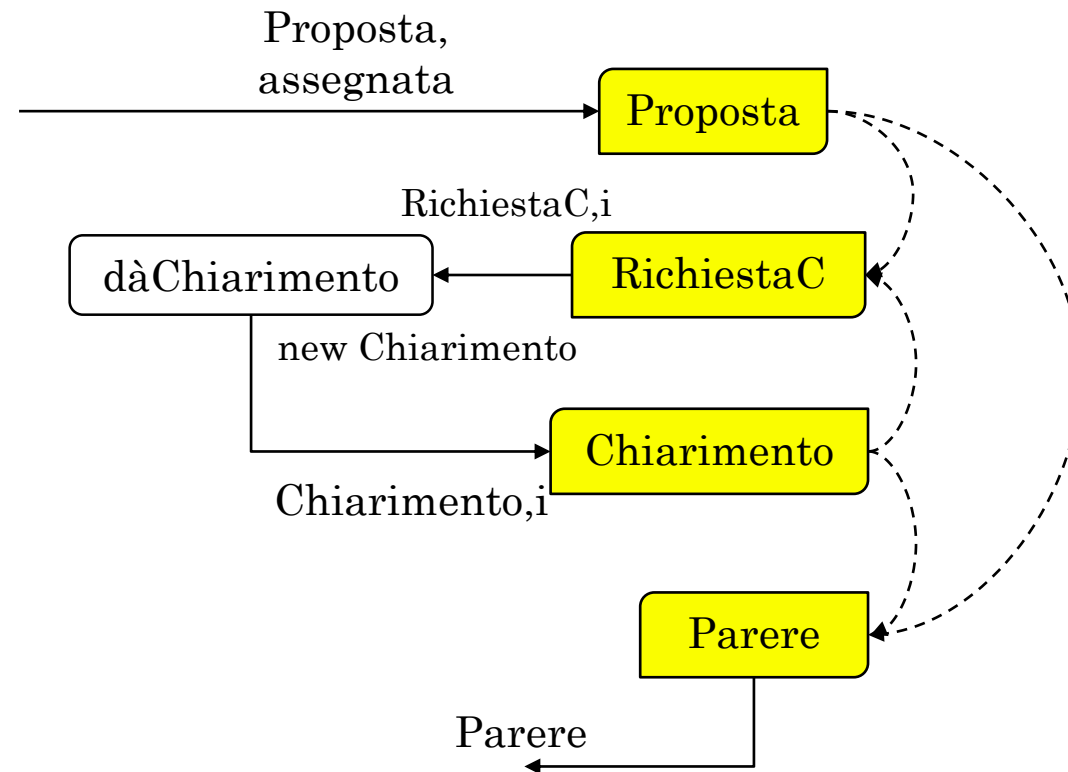 Proposta,
assegnata
Proposta
RichiestaC,i
dàChiarimento
RichiestaC
new Chiarimento
Chiarimento
Chiarimento,i
Parere
Parere